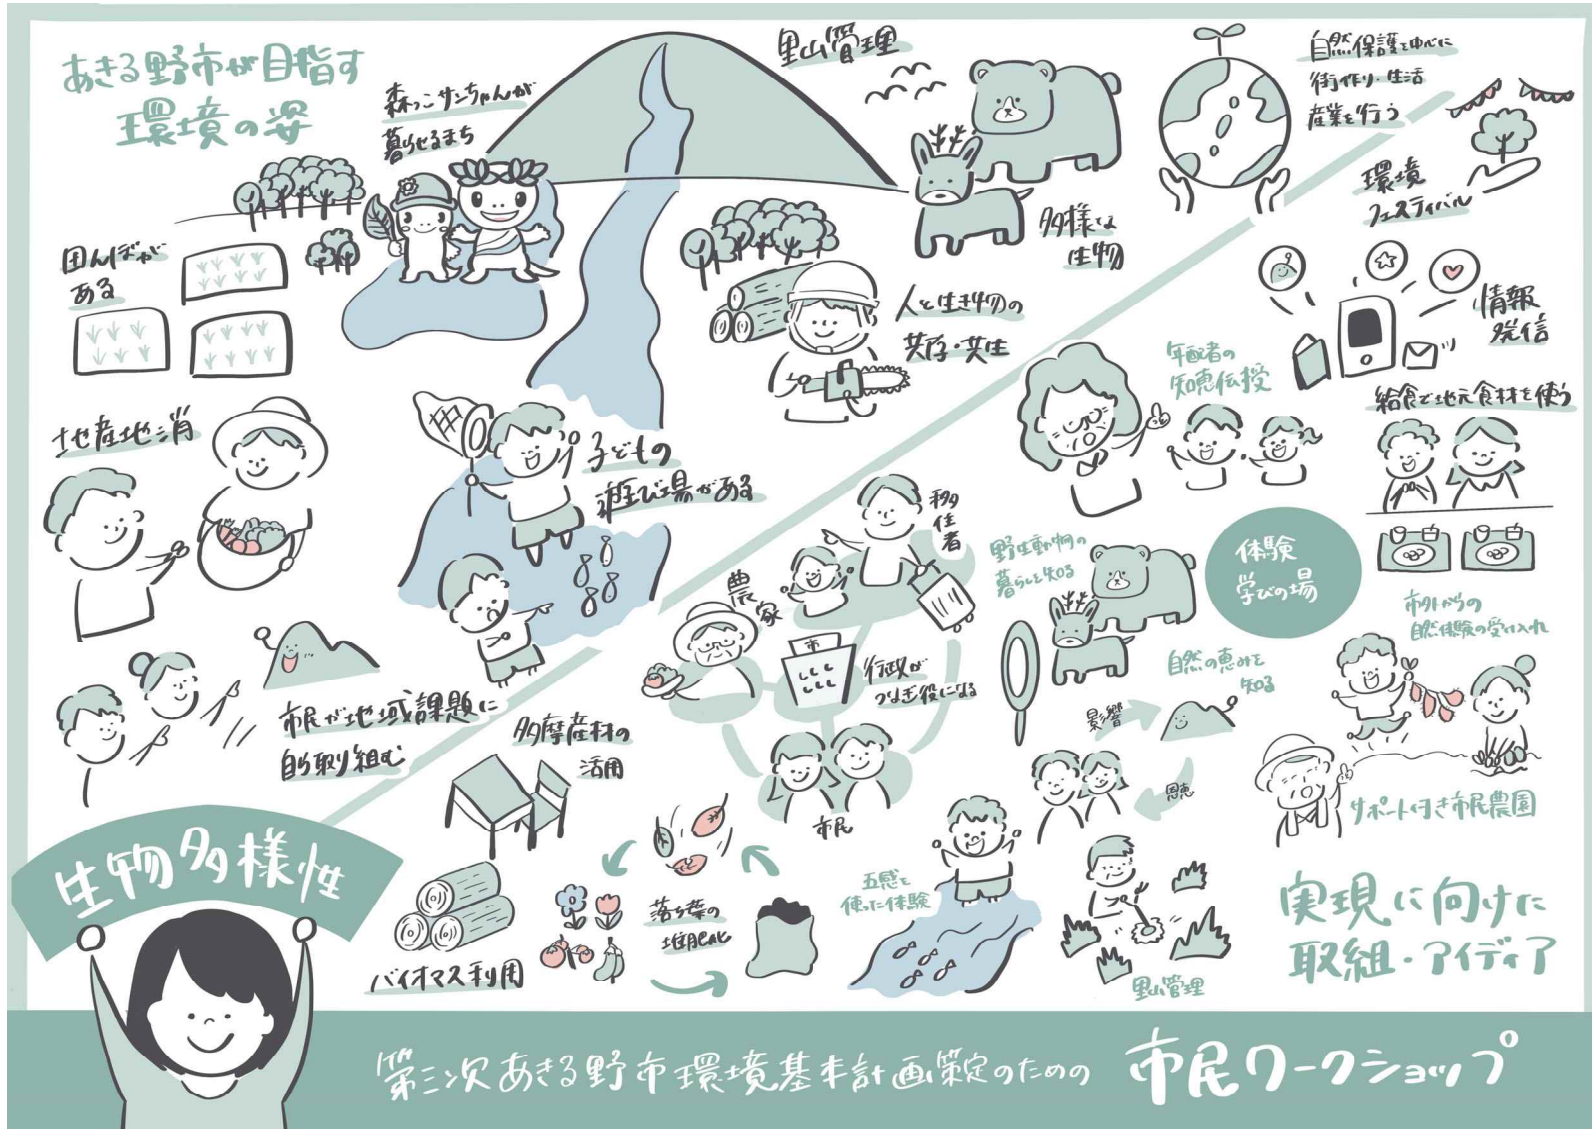 あきる野市が目指す
環境の姿
森っこサンちゃんが
暮らせるまち
里山管理
自然保護を中心に
街作り・生活
産業を行う
田んぼが
ある
多様な
生物
人と生き物の
共存・共生
地産地消
子どもの
遊び場がある
市民が地域課題に
自ら取り組む
環境
フェスティバル
情報
発信
年配者の
知恵伝授
給食で地元食材を使う
移住者
農家
市
行政が
つなぎ役になる
市民
野生動物の
暮らしを知る
体験
学びの場
市外からの
自然体験の受け入れ
自然の恵みを
知る
影響
恩恵
サポート付き市民農園
多摩産材の
活用
バイオマス利用
落ち葉の
堆肥化
五感を
使った体験
里山管理
実現に向けた
取組・アイディア
生物多様性
第三次あきる野市環境基本計画策定のための 市民ワークショップ